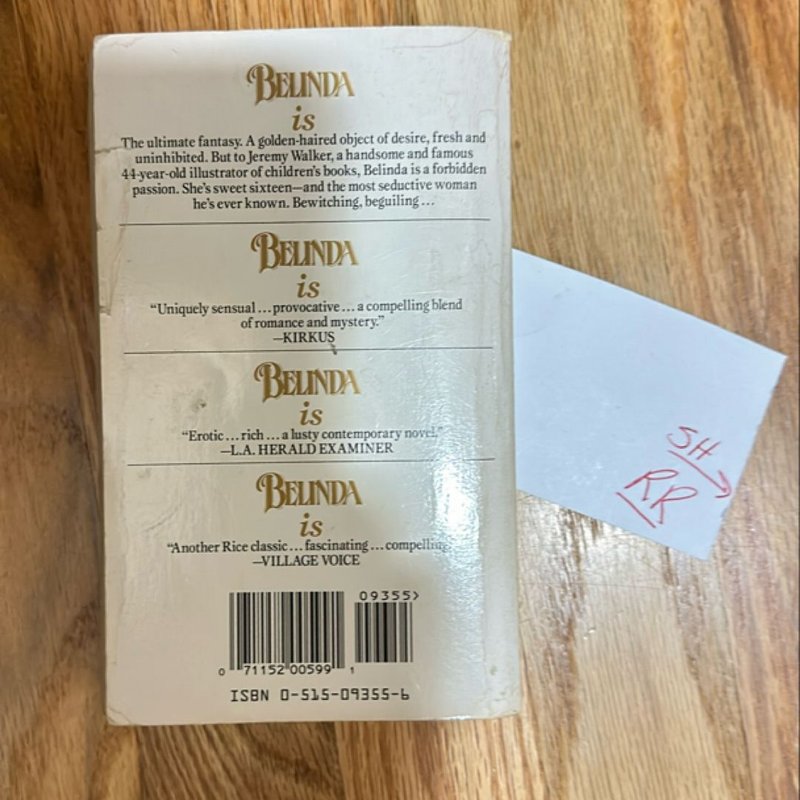 BELINDA
is
The ultimate fantasy. A golden-haired object of desire, fresh and
uninhibited. But to Jeremy Walker, a handsome and famous
44-year-old illustrator of children's books, Belinda is a forbidden
passion. She's sweet sixteen—and the most seductive woman
he's ever known. Bewitching, beguiling...
BELINDA
is
"Uniquely sensual...provocative...a compelling blend
of romance and mystery."
—KIRKUS
BELINDA
is
"Erotic...rich...a lusty contemporary novel."
—L.A. HERALD EXAMINER
BELINDA
is
"Another Rice classic...fascinating...compelling."
—VILLAGE VOICE
09355>
0 71152 00599 1
ISBN 0-515-09355-6
SH
RR